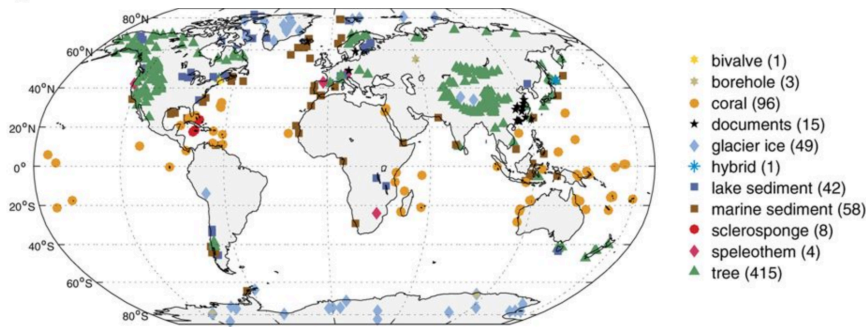 80°N
60°N
40°N
20°N
0°
20°S
40°S
60°S
80°S
bivalve (1)
borehole (3)
coral (96)
documents (15)
glacier ice (49)
hybrid (1)
lake sediment (42)
marine sediment (58)
sclerosponge (8)
speleothem (4)
tree (415)